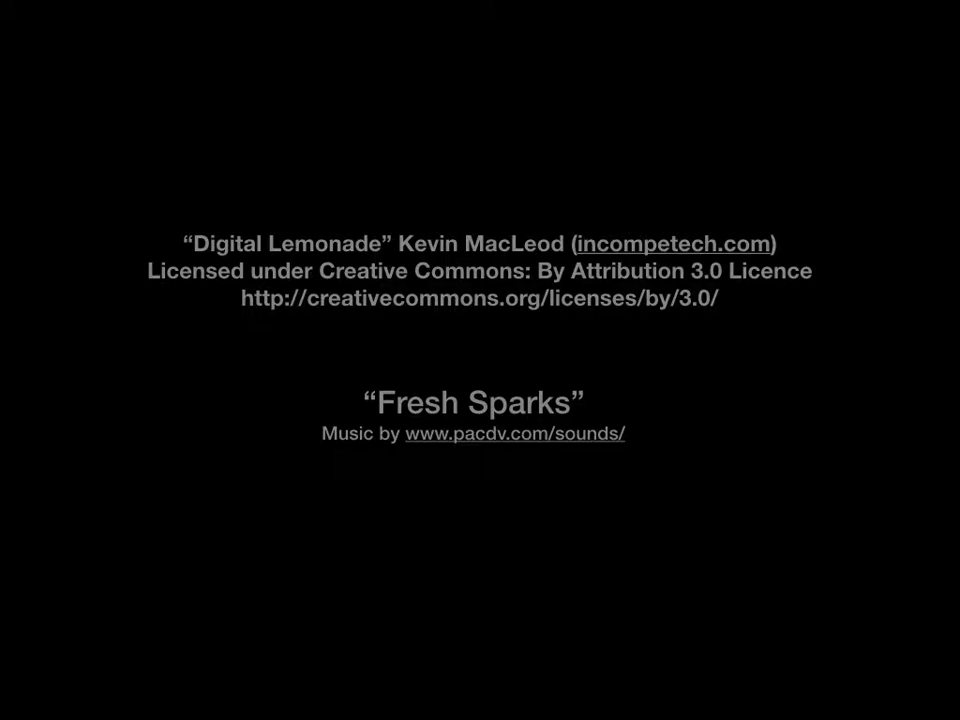 “Digital Lemonade” Kevin MacLeod (incompetech.com)
Licensed under Creative Commons: By Attribution 3.0 Licence
http://creativecommons.org/licenses/by/3.0/
“Fresh Sparks”
Music by www.pacdv.com/sounds/